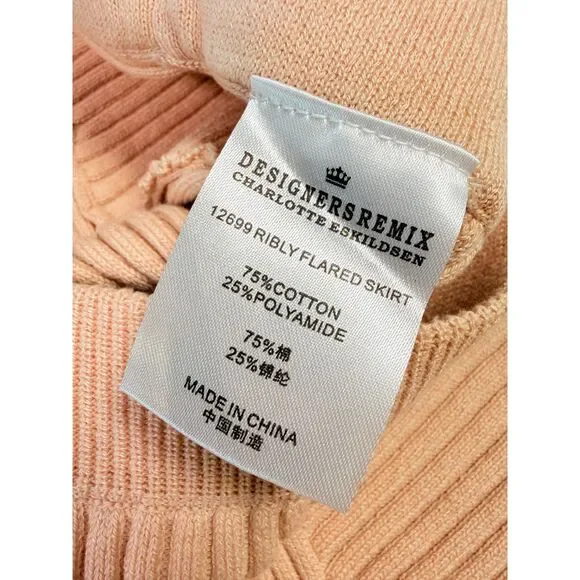 DESIGNERSREMIX
CHARLOTTE ESKILDSEN
12699 RIBLY FLARED SKIRT
75%COTTON
25%POLYAMIDE
75%棉
25%锦纶
MADE IN CHINA
中国制造